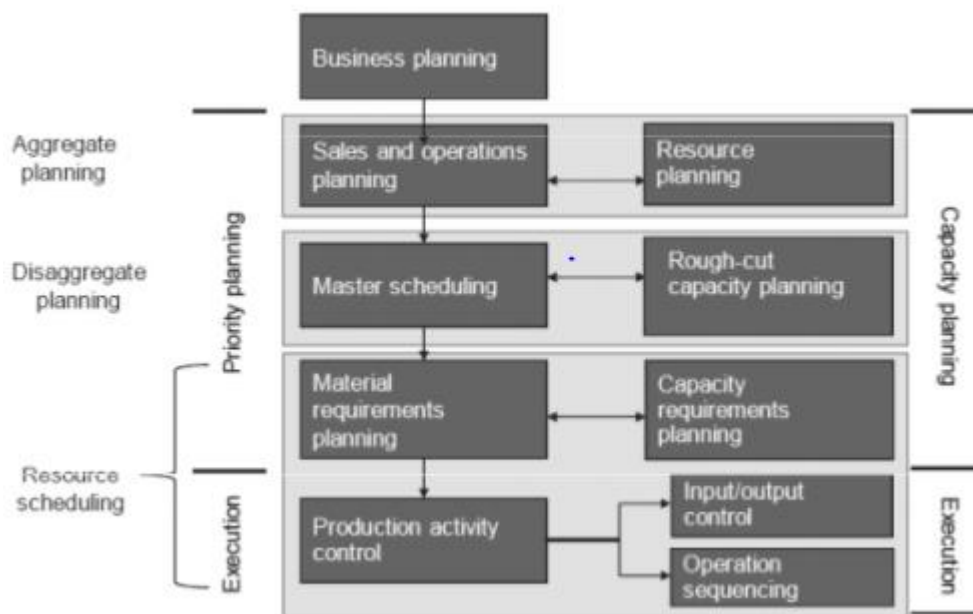 Business planning
Aggregate
planning
Sales and operations
planning
Resource
planning
Disaggregate
planning
Priority planning
Master scheduling
Rough-cut
capacity planning
Capacity planning
Material
requirements
planning
Capacity
requirements
planning
Resource
scheduling
Execution
Production activity
control
Input/output
control
Operation
sequencing
Execution